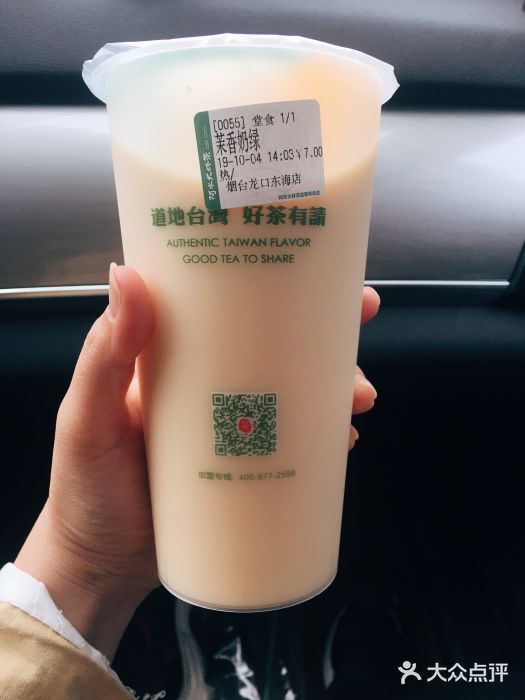 [0055] 堂食 1/1
茉香奶绿
19-10-04 14:03￥7.00
热/
烟台龙口东海店
道地台灣 好茶有請
AUTHENTIC TAIWAN FLAVOR
GOOD TEA TO SHARE
加盟专线: 400-677-2599
大众点评